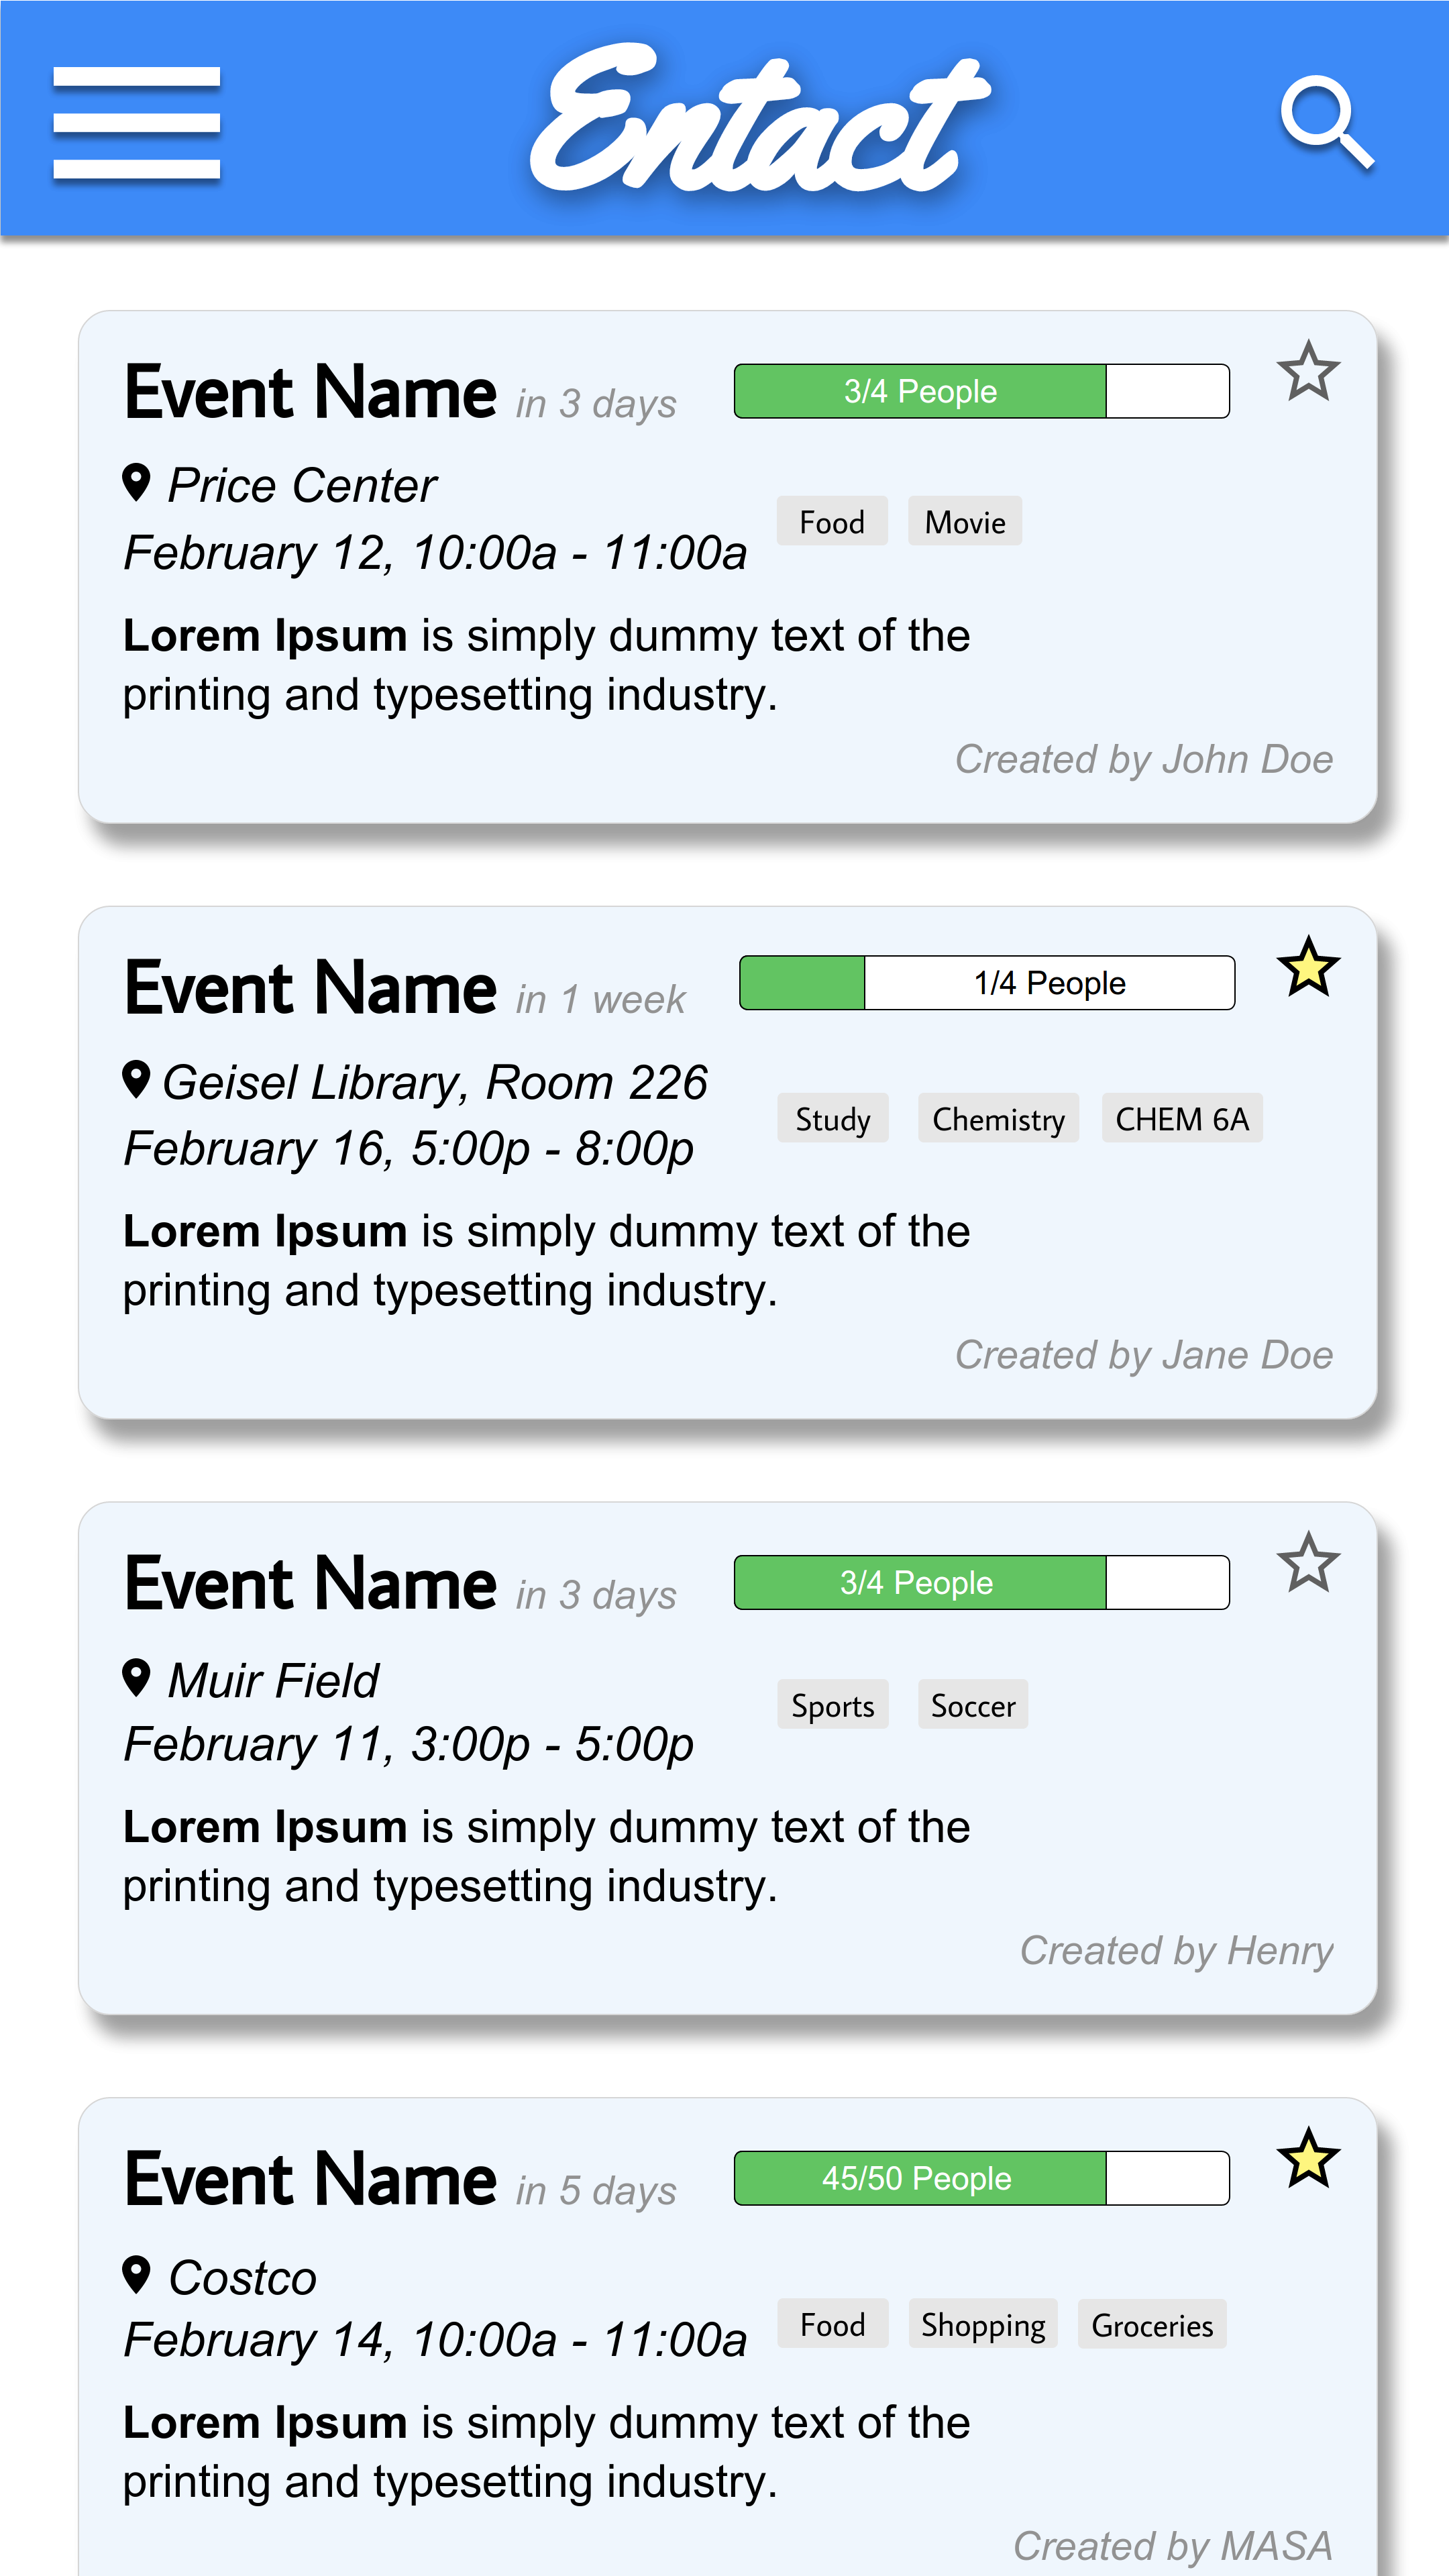 Entact
Event Name in 3 days 3/4 People
Price Center
Food Movie
February 12, 10:00a - 11:00a
Lorem Ipsum is simply dummy text of the
printing and typesetting industry.
Created by John Doe
Event Name in 1 week 1/4 People
Geisel Library, Room 226
Study Chemistry CHEM 6A
February 16, 5:00p - 8:00p
Lorem Ipsum is simply dummy text of the
printing and typesetting industry.
Created by Jane Doe
Event Name in 3 days 3/4 People
Muir Field
Sports Soccer
February 11, 3:00p - 5:00p
Lorem Ipsum is simply dummy text of the
printing and typesetting industry.
Created by Henry
Event Name in 5 days 45/50 People
Costco
Food Shopping Groceries
February 14, 10:00a - 11:00a
Lorem Ipsum is simply dummy text of the
printing and typesetting industry.
Created by MASA